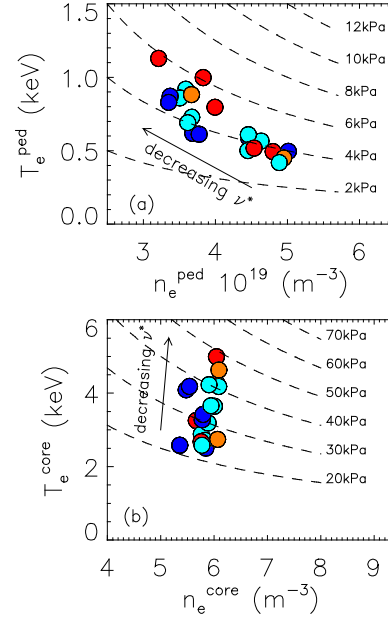 1.5
1.0
0.5
0.0
T_e^ped (keV)
12kPa
10kPa
8kPa
6kPa
4kPa
2kPa
decreasing ν*
(a)
3 4 5 6
n_e^ped 10^19 (m^-3)
6
4
2
0
T_e^core (keV)
70kPa
60kPa
50kPa
40kPa
30kPa
20kPa
decreasing ν*
(b)
4 5 6 7 8 9
n_e^core (m^-3)